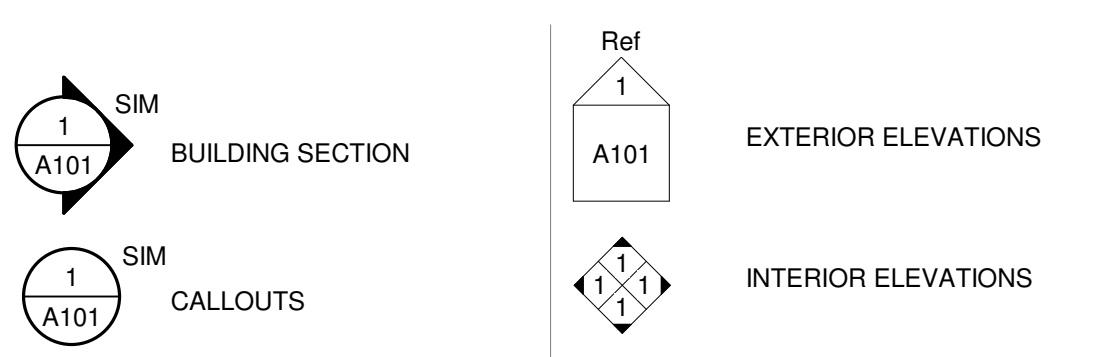 SIM
1
A101
BUILDING SECTION
SIM
1
A101
CALLOUTS
Ref
1
A101
EXTERIOR ELEVATIONS
1
1 1
1
INTERIOR ELEVATIONS